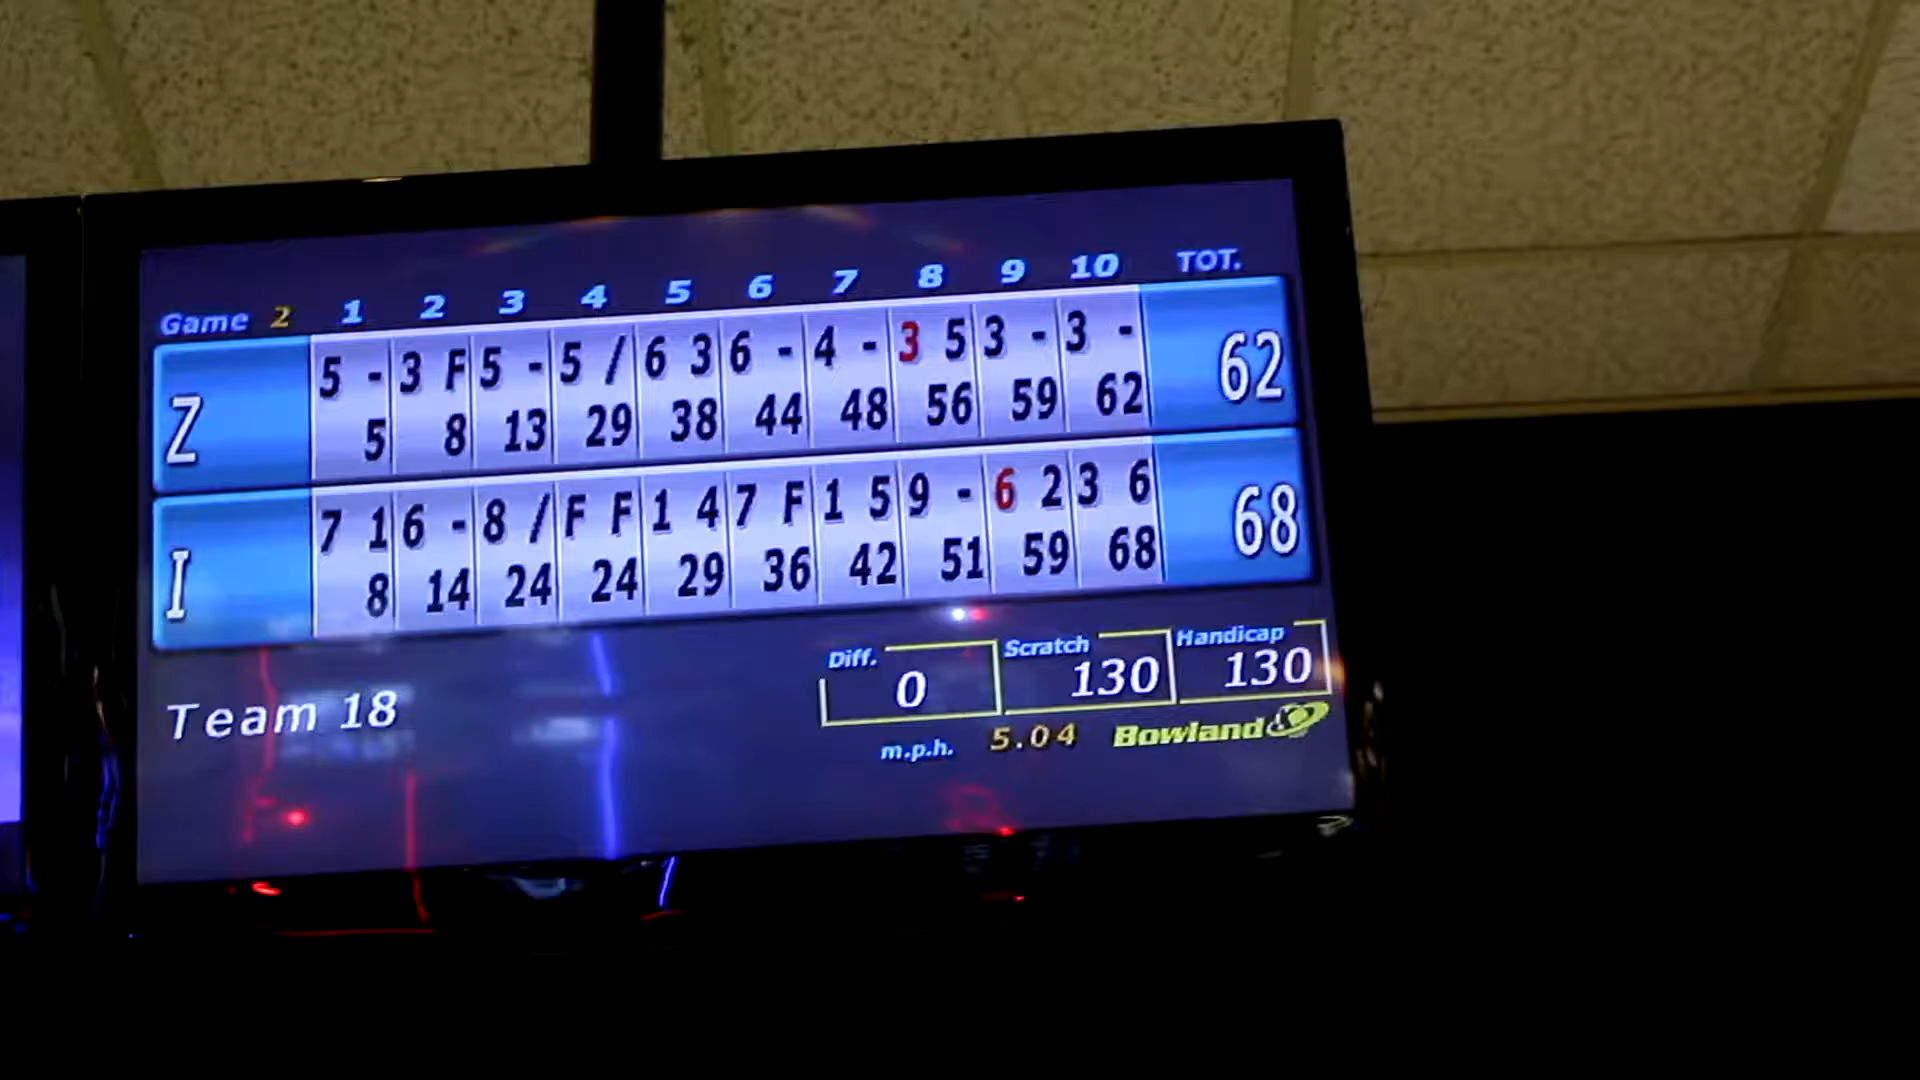 Game 2 1 2 3 4 5 6 7 8 9 10 TOT.
Z 5 - 3 F 5 - 5 / 6 3 6 - 4 - 3 5 3 - 3 - 62
5 8 13 29 38 44 48 56 59 62
I 7 1 6 - 8 / F F 1 4 7 F 1 5 9 - 6 2 3 6 68
8 14 24 24 29 36 42 51 59 68
Diff. Scratch Handicap
Team 18 0 130 130
m.p.h. 5.04 Bowland